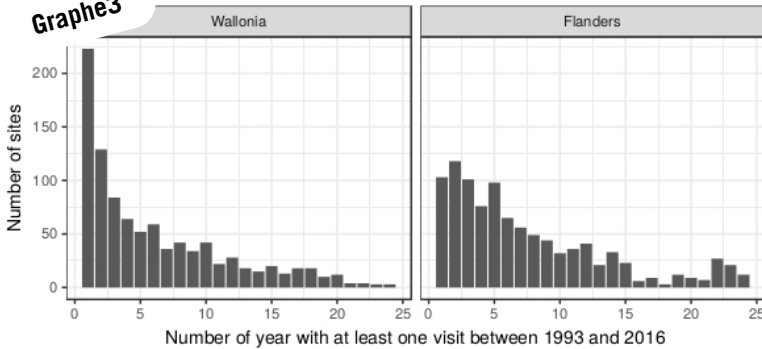 Graphe3
Wallonia
Flanders
Number of sites
200
150
100
50
0
0 5 10 15 20 25
0 5 10 15 20 25
Number of year with at least one visit between 1993 and 2016